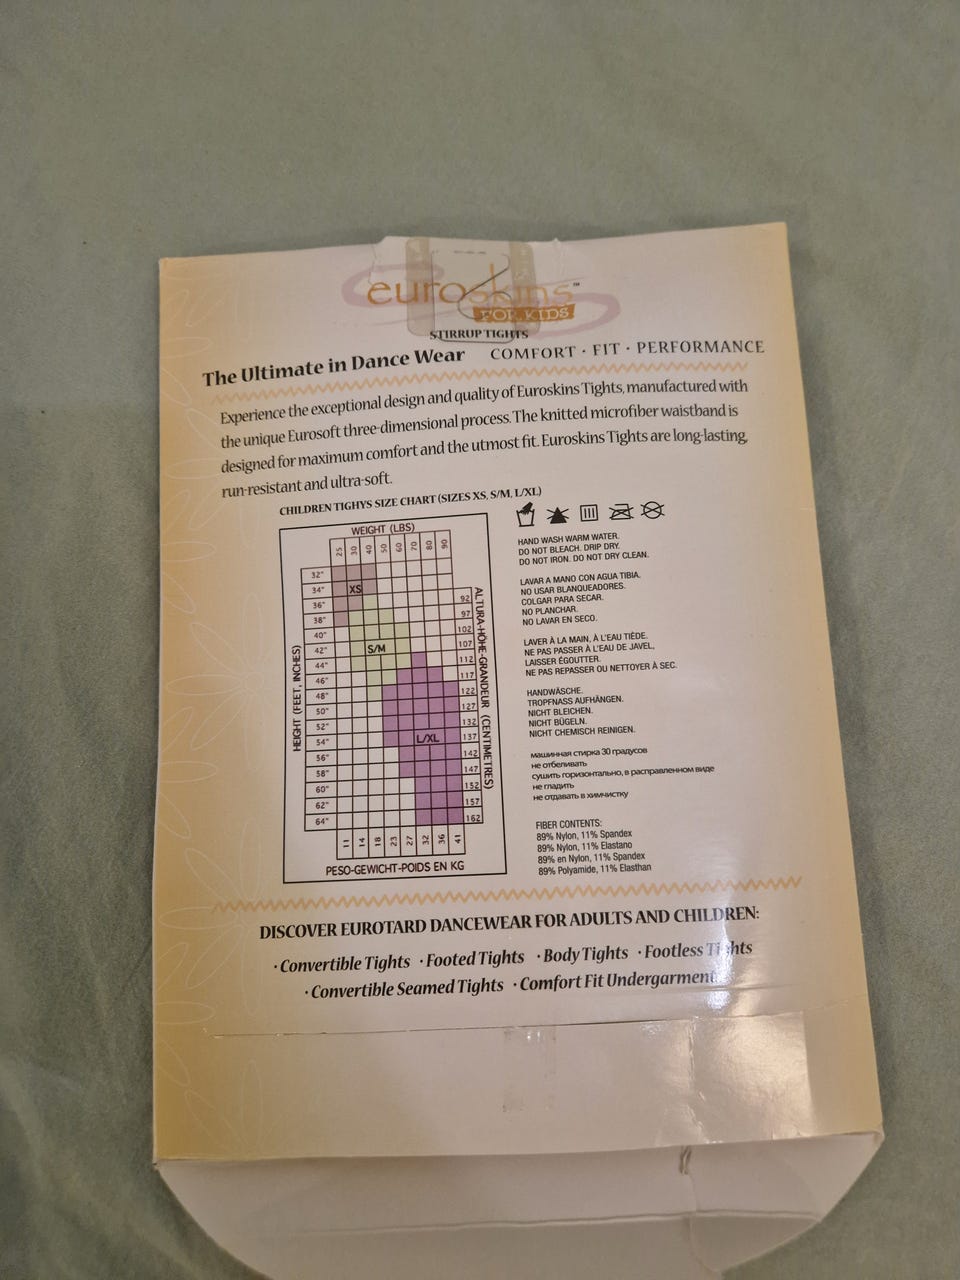 euroskins™
FOR KIDS
STIRRUP TIGHTS
The Ultimate in Dance Wear COMFORT · FIT · PERFORMANCE
Experience the exceptional design and quality of Euroskins Tights, manufactured with
the unique Eurosoft three-dimensional process. The knitted microfiber waistband is
designed for maximum comfort and the utmost fit. Euroskins Tights are long-lasting,
run-resistant and ultra-soft.
CHILDREN TIGHYS SIZE CHART (SIZES XS, S/M, L/XL)
WEIGHT (LBS)
25 30 40 50 60 70 80 90
HEIGHT (FEET, INCHES)
32"
34"
36"
38"
40"
42"
44"
46"
48"
50"
52"
54"
56"
58"
60"
62"
64"
XS
S/M
L/XL
92
97
102
107
112
117
122
127
132
137
142
147
152
157
162
ALTURA-HÖHE-GRANDEUR (CENTIMETRES)
11 14 18 23 27 32 36 41
PESO-GEWICHT-POIDS EN KG
HAND WASH WARM WATER.
DO NOT BLEACH. DRIP DRY.
DO NOT IRON. DO NOT DRY CLEAN.
LAVAR A MANO CON AGUA TIBIA.
NO USAR BLANQUEADORES.
COLGAR PARA SECAR.
NO PLANCHAR.
NO LAVAR EN SECO.
LAVER À LA MAIN, À L'EAU TIÈDE.
NE PAS PASSER À L'EAU DE JAVEL,
LAISSER ÉGOUTTER.
NE PAS REPASSER OU NETTOYER À SEC.
HANDWÄSCHE.
TROPFNASS AUFHÄNGEN.
NICHT BLEICHEN.
NICHT BÜGELN.
NICHT CHEMISCH REINIGEN.
машинная стирка 30 градусов
не отбеливать
сушить горизонтально, в расправленном виде
не гладить
не отдавать в химчистку
FIBER CONTENTS:
89% Nylon, 11% Spandex
89% Nylon, 11% Elastano
89% en Nylon, 11% Spandex
89% Polyamide, 11% Elasthan
DISCOVER EUROTARD DANCEWEAR FOR ADULTS AND CHILDREN:
· Convertible Tights · Footed Tights · Body Tights · Footless Tights
· Convertible Seamed Tights · Comfort Fit Undergarment